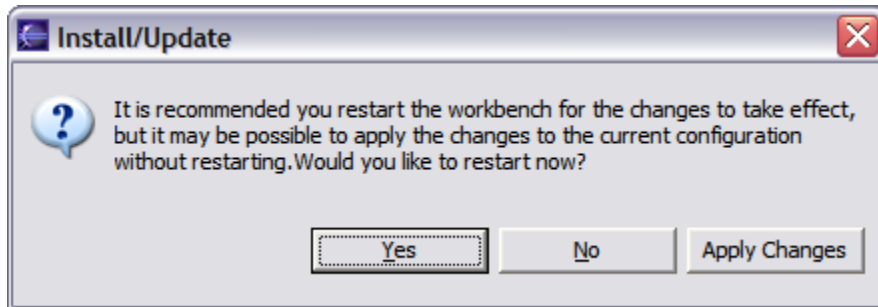 Install/Update
It is recommended you restart the workbench for the changes to take effect,
but it may be possible to apply the changes to the current configuration
without restarting.Would you like to restart now?
Yes No Apply Changes